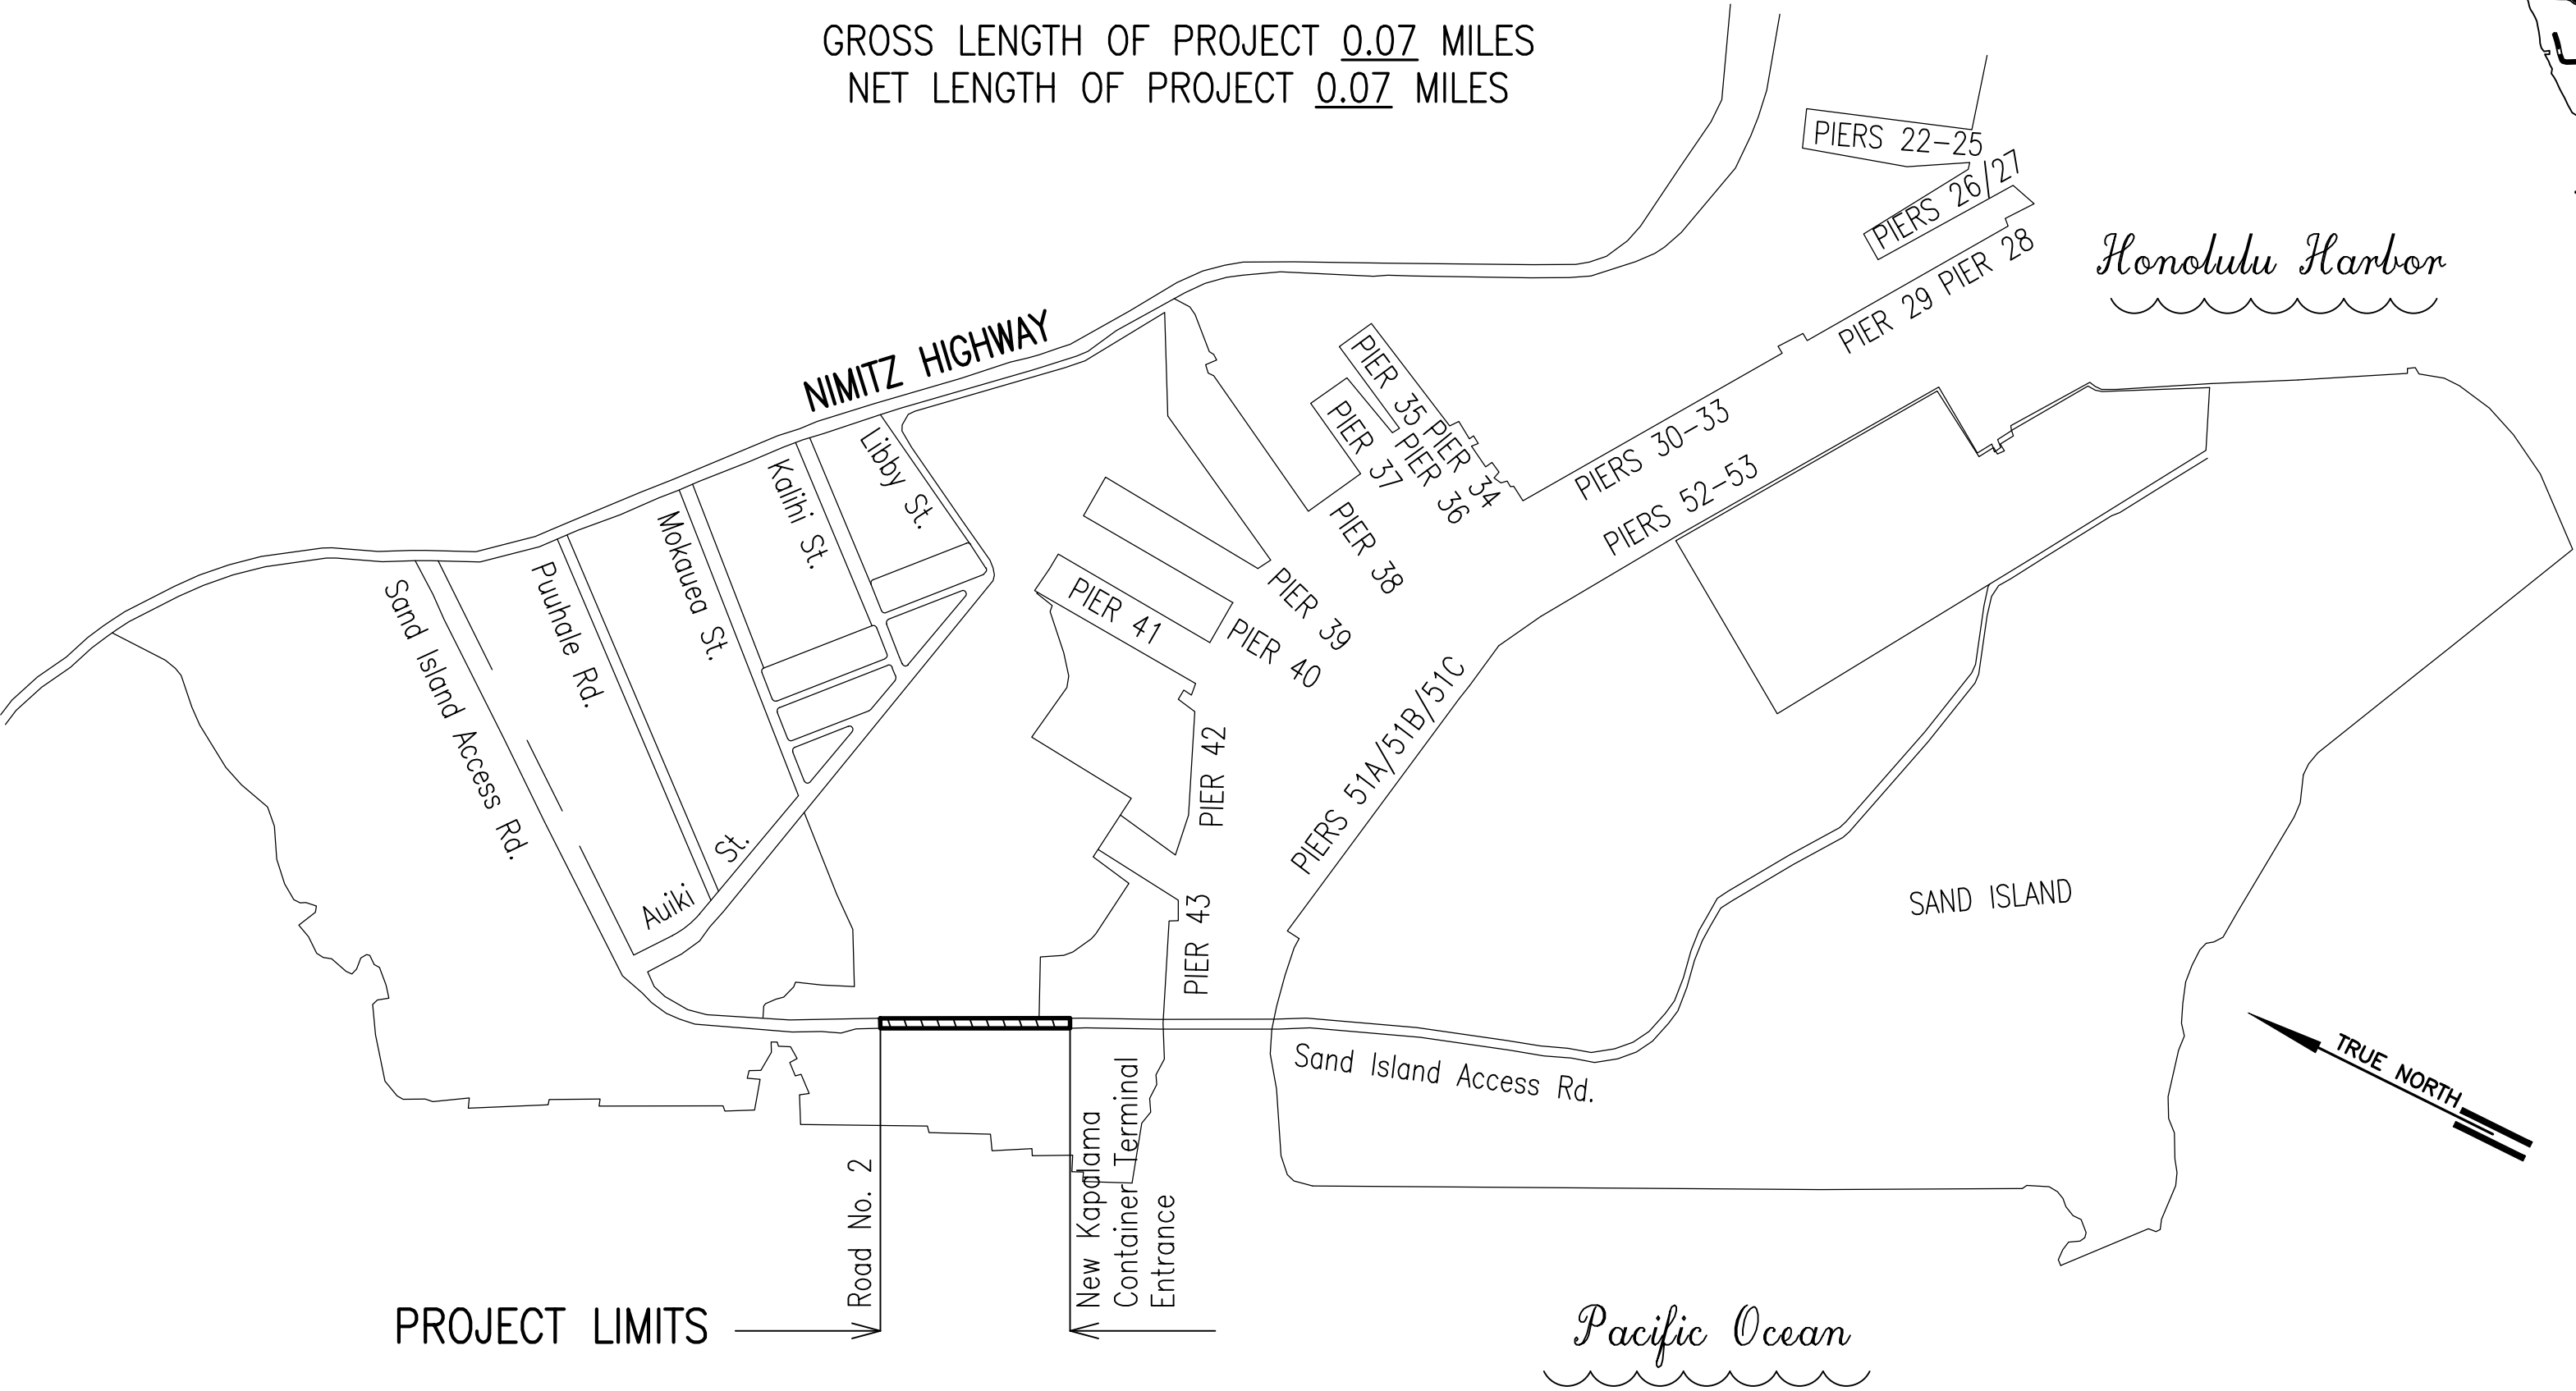 GROSS LENGTH OF PROJECT 0.07 MILES
NET LENGTH OF PROJECT 0.07 MILES
PIERS 22-25
PIERS 26/27
PIER 28
PIER 29
Honolulu Harbor
NIMITZ HIGHWAY
PIER 35
PIER 34
PIER 37
PIER 36
PIERS 30-33
PIERS 52-53
PIER 38
Libby St.
Kalihi St.
Mokauea St.
Puuhale Rd.
Sand Island Access Rd.
PIER 39
PIER 40
PIER 41
PIER 42
PIERS 51A/51B/51C
Auiki St.
PIER 43
SAND ISLAND
Sand Island Access Rd.
TRUE NORTH
Road No. 2
New Kapalama
Container Terminal
Entrance
PROJECT LIMITS
Pacific Ocean